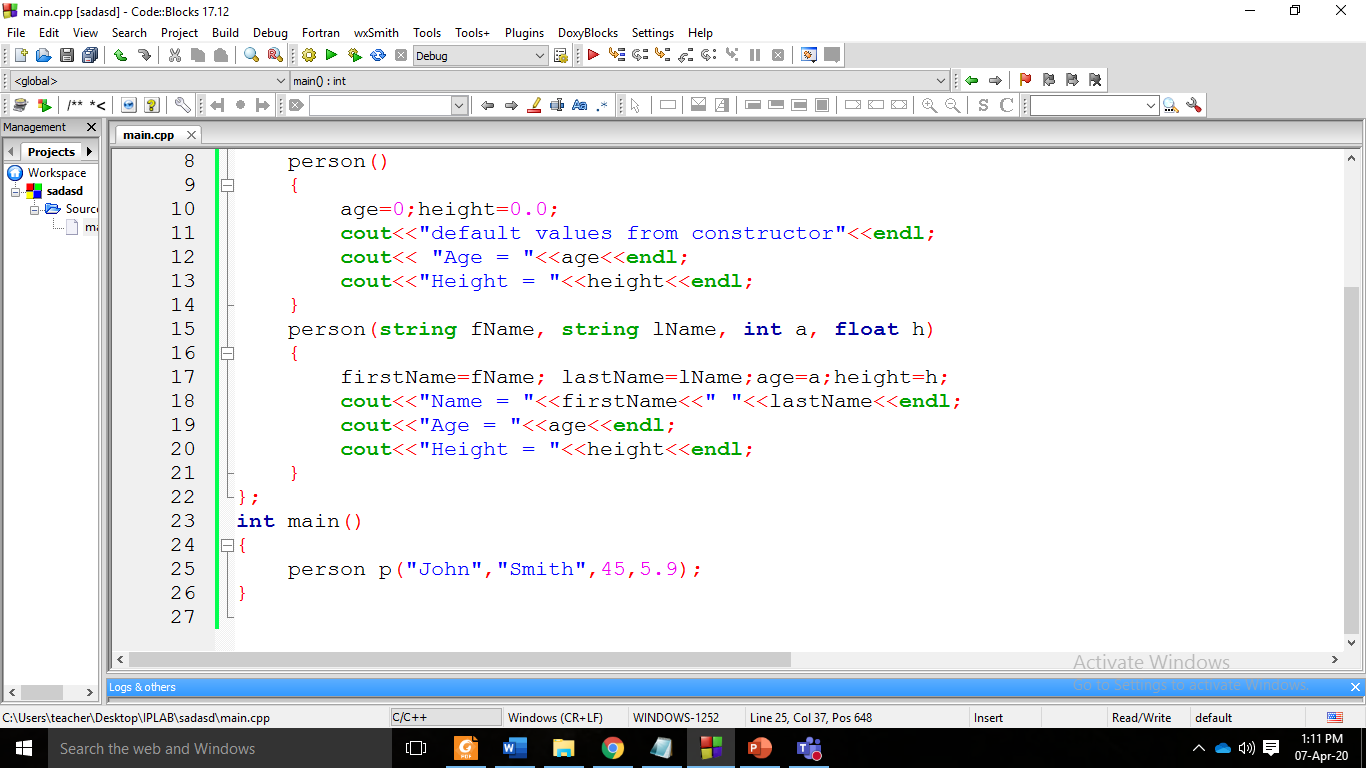 main.cpp [sadasd] - Code::Blocks 17.12
File Edit View Search Project Build Debug Fortran wxSmith Tools Tools+ Plugins DoxyBlocks Settings Help
Debug
<global> main() : int
/** *<
Aa .*
S C
Management
Projects
main.cpp
Workspace
sadasd
Source
ma
8 person()
9 {
10 age=0;height=0.0;
11 cout<<"default values from constructor"<<endl;
12 cout<< "Age = "<<age<<endl;
13 cout<<"Height = "<<height<<endl;
14 }
15 person(string fName, string lName, int a, float h)
16 {
17 firstName=fName; lastName=lName;age=a;height=h;
18 cout<<"Name = "<<firstName<<" "<<lastName<<endl;
19 cout<<"Age = "<<age<<endl;
20 cout<<"Height = "<<height<<endl;
21 }
22 };
23 int main()
24 {
25 person p("John","Smith",45,5.9);
26 }
27
Activate Windows
Go to Settings to activate Windows.
Logs & others
C:\Users\teacher\Desktop\IPLAB\sadasd\main.cpp C/C++ Windows (CR+LF) WINDOWS-1252 Line 25, Col 37, Pos 648 Insert Read/Write default
Search the web and Windows
1:11 PM
07-Apr-20